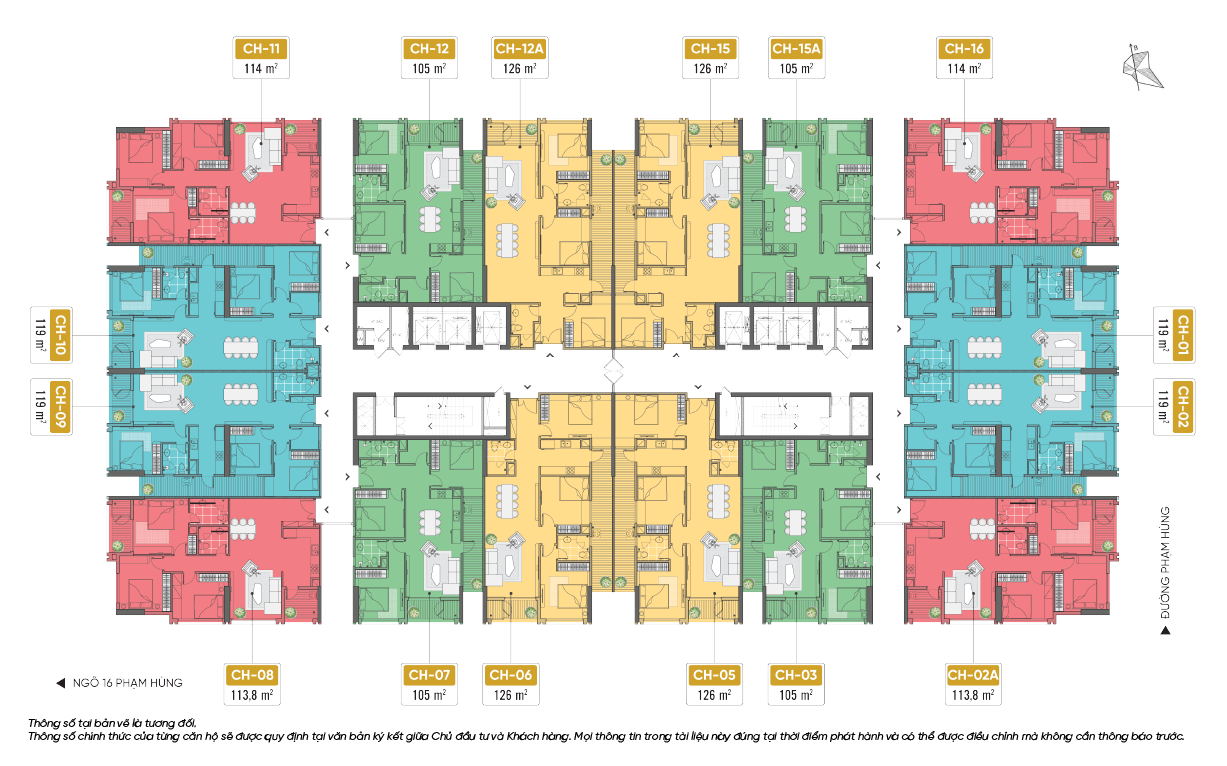 CH-11
114 m²
CH-12
105 m²
CH-12A
126 m²
CH-15
126 m²
CH-15A
105 m²
CH-16
114 m²
B
CH-10
119 m²
CH-09
119 m²
CH-01
119 m²
CH-02
119 m²
ĐƯỜNG PHẠM HÙNG
CH-08
113,8 m²
CH-07
105 m²
CH-06
126 m²
CH-05
126 m²
CH-03
105 m²
CH-02A
113,8 m²
NGÕ 16 PHẠM HÙNG
Thông số tại bản vẽ là tương đối.
Thông số chính thức của từng căn hộ sẽ được quy định tại văn bản ký kết giữa Chủ đầu tư và Khách hàng. Mọi thông tin trong tài liệu này đúng tại thời điểm phát hành và có thể được điều chỉnh mà không cần thông báo trước.